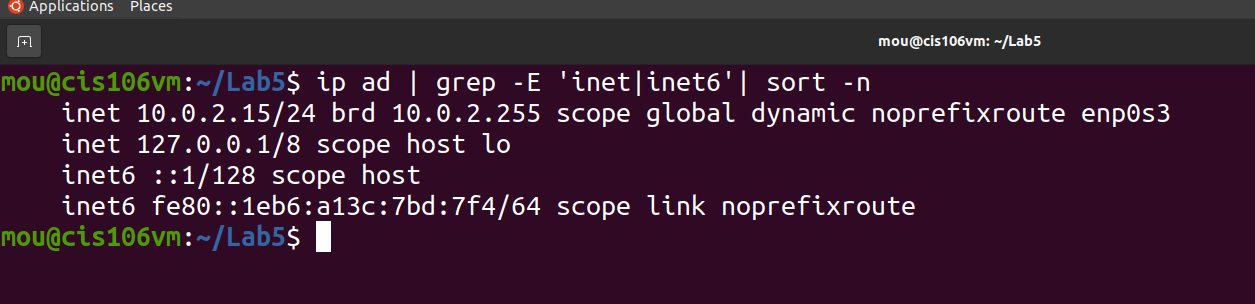 Applications Places
mou@cis106vm: ~/Lab5
mou@cis106vm:~/Lab5$ ip ad | grep -E 'inet|inet6'| sort -n
    inet 10.0.2.15/24 brd 10.0.2.255 scope global dynamic noprefixroute enp0s3
    inet 127.0.0.1/8 scope host lo
    inet6 ::1/128 scope host
    inet6 fe80::1eb6:a13c:7bd:7f4/64 scope link noprefixroute
mou@cis106vm:~/Lab5$